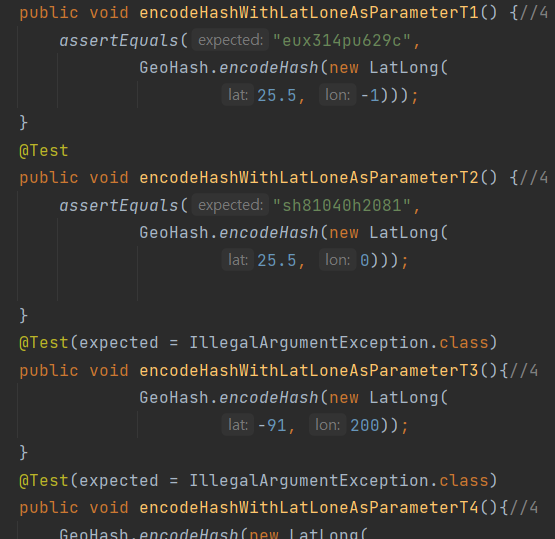 public void encodeHashWithLatLoneAsParameterT1() {//4
assertEquals( expected: "eux314pu629c",
GeoHash.encodeHash(new LatLong(
lat: 25.5, lon: -1)));
}
@Test
public void encodeHashWithLatLoneAsParameterT2() {//4
assertEquals( expected: "sh81040h2081",
GeoHash.encodeHash(new LatLong(
lat: 25.5, lon: 0)));
}
@Test(expected = IllegalArgumentException.class)
public void encodeHashWithLatLoneAsParameterT3(){//4
GeoHash.encodeHash(new LatLong(
lat: -91, lon: 200));
}
@Test(expected = IllegalArgumentException.class)
public void encodeHashWithLatLoneAsParameterT4(){//4
GeoHash.encodeHash(new LatLong(